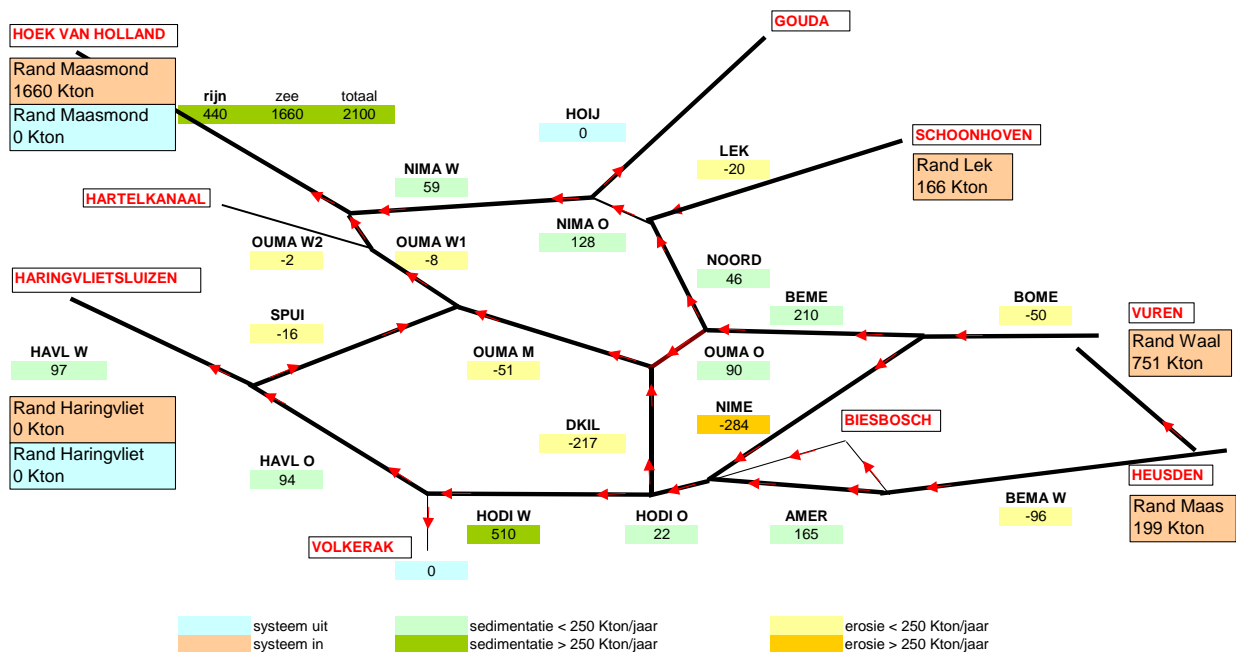 HOEK VAN HOLLAND
GOUDA
Rand Maasmond
1660 Kton
Rand Maasmond
0 Kton
rijn zee totaal
440 1660 2100
HOIJ
0
SCHOONHOVEN
Rand Lek
166 Kton
LEK
-20
NIMA W
59
HARTELKANAAL
NIMA O
128
OUMA W2
-2
OUMA W1
-8
NOORD
46
HARINGVLIETSLUIZEN
BEME
210
BOME
-50
VUREN
Rand Waal
751 Kton
SPUI
-16
HAVL W
97
OUMA M
-51
OUMA O
90
Rand Haringvliet
0 Kton
Rand Haringvliet
0 Kton
NIME
-284
BIESBOSCH
DKIL
-217
HAVL O
94
HEUSDEN
Rand Maas
199 Kton
BEMA W
-96
HODI W
510
HODI O
22
AMER
165
VOLKERAK
0
systeem uit
systeem in
sedimentatie < 250 Kton/jaar
sedimentatie > 250 Kton/jaar
erosie < 250 Kton/jaar
erosie > 250 Kton/jaar